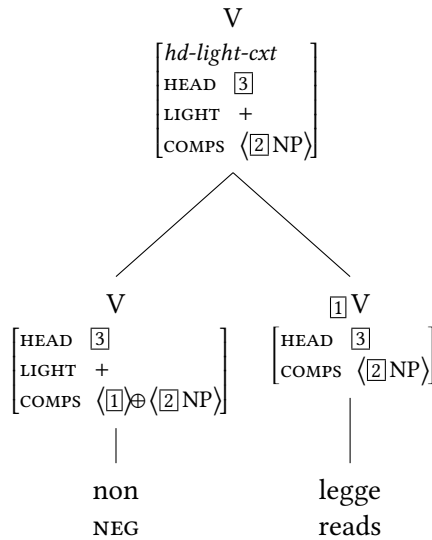 V
hd-light-cxt
HEAD 3
LIGHT +
COMPS ⟨2 NP⟩
V
HEAD 3
LIGHT +
COMPS ⟨1⟩⊕⟨2 NP⟩
1 V
HEAD 3
COMPS ⟨2 NP⟩
non
NEG
legge
reads